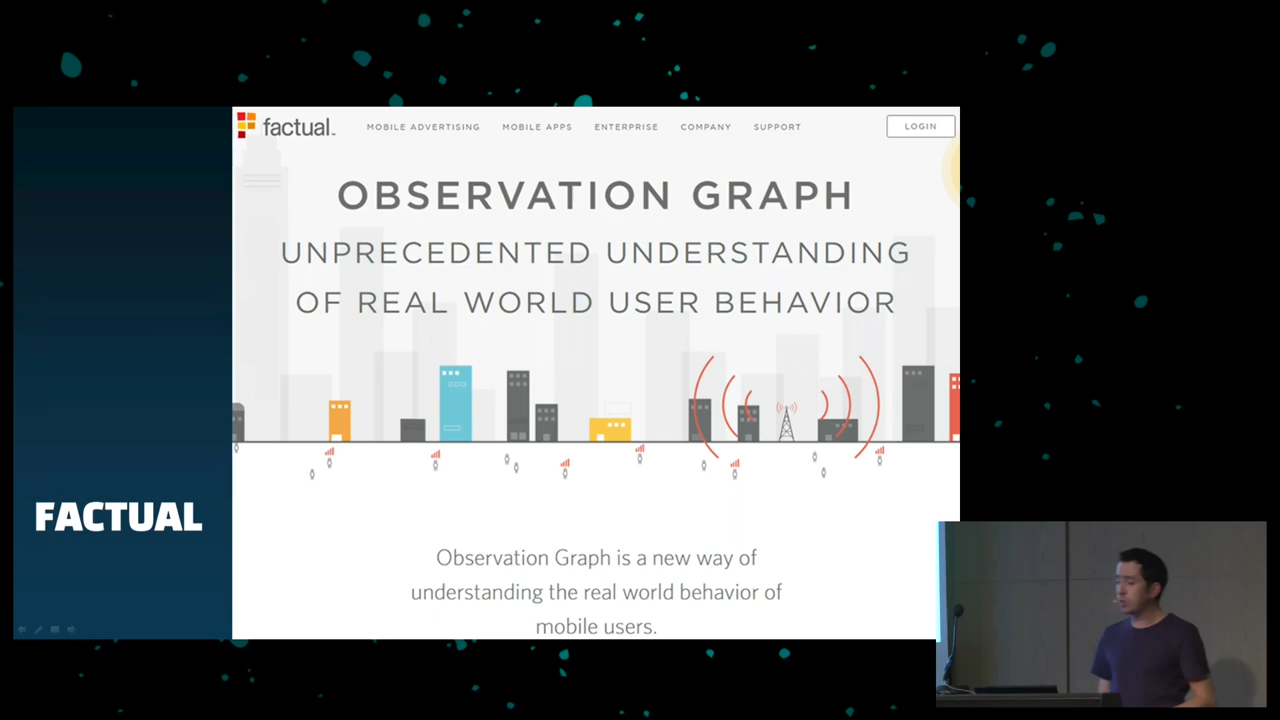 factual
MOBILE ADVERTISING MOBILE APPS ENTERPRISE COMPANY SUPPORT LOGIN
OBSERVATION GRAPH
UNPRECEDENTED UNDERSTANDING
OF REAL WORLD USER BEHAVIOR
FACTUAL
Observation Graph is a new way of
understanding the real world behavior of
mobile users.